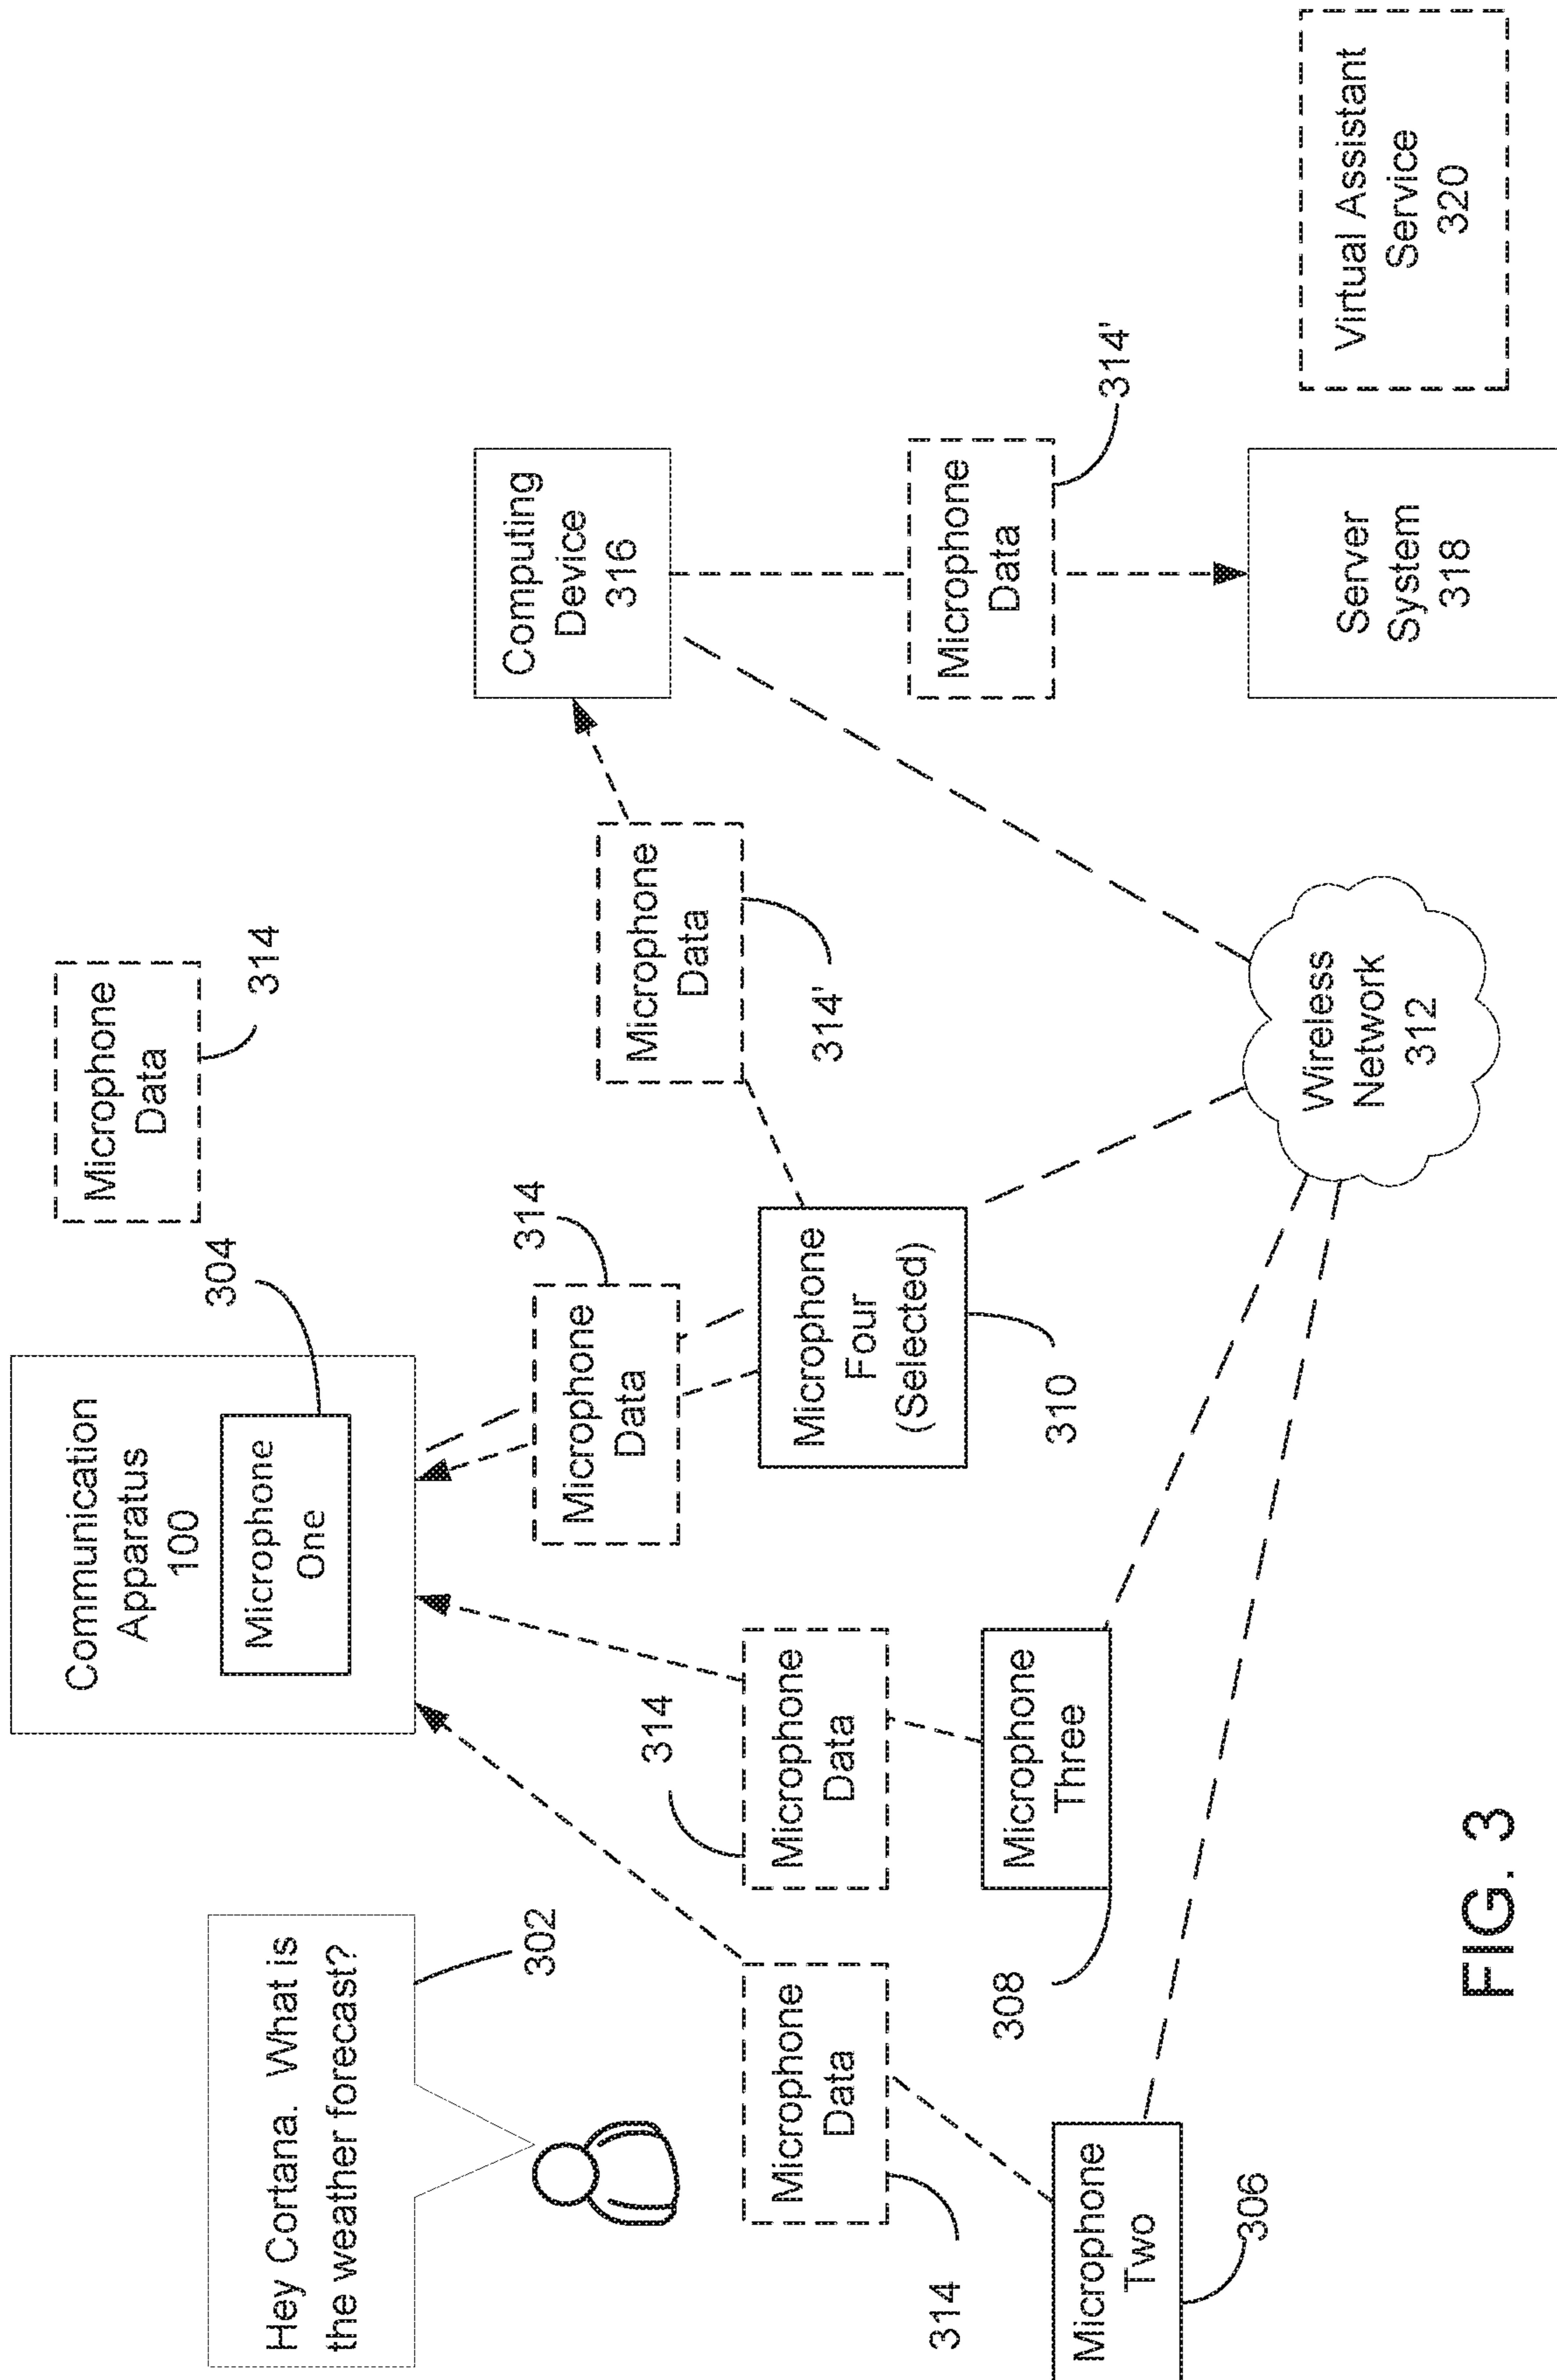 Hey Cortana. What is
the weather forecast?
302
Communication
Apparatus
100
Microphone
One
304
Microphone
Data
314
Microphone
Data
314
Microphone
Data
314
Microphone
Data
314
Microphone
Two
306
Microphone
Three
308
Microphone
Four
(Selected)
310
Microphone
Data
314'
Computing
Device
316
Microphone
Data
314'
Wireless
Network
312
Server
System
318
Virtual Assistant
Service
320
FIG. 3